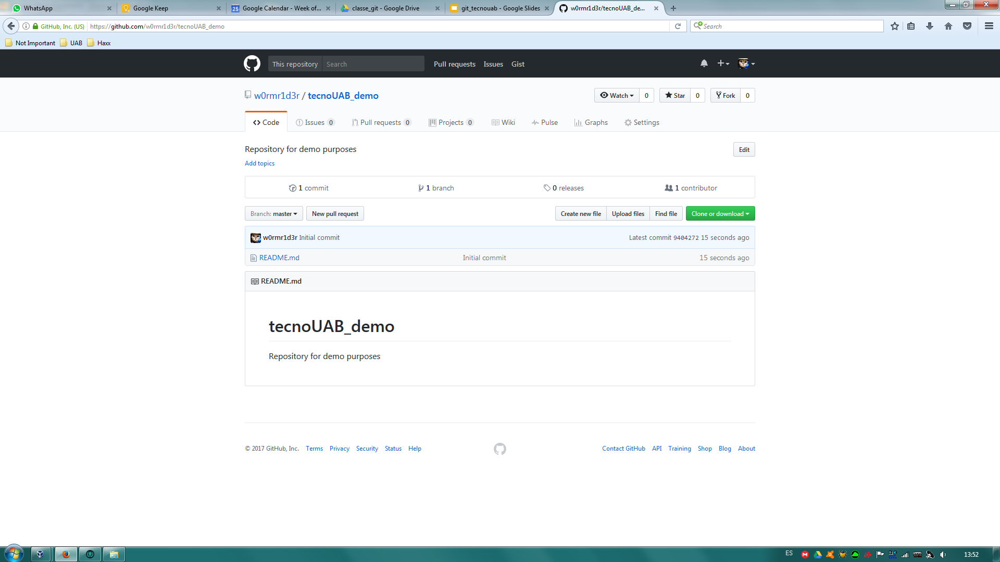 WhatsApp
Google Keep
Google Calendar - Week of...
classe_git - Google Drive
git_tecnouab - Google Slides
w0rmr1d3r/tecnoUAB_de...
GitHub, Inc. (US)
https://github.com/w0rmr1d3r/tecnoUAB_demo
Search
Not Important
UAB
Haxx
This repository
Search
Pull requests
Issues
Gist
w0rmr1d3r / tecnoUAB_demo
Watch 0
Star 0
Fork 0
Code
Issues 0
Pull requests 0
Projects 0
Wiki
Pulse
Graphs
Settings
Repository for demo purposes
Edit
Add topics
1 commit
1 branch
0 releases
1 contributor
Branch: master
New pull request
Create new file
Upload files
Find file
Clone or download
w0rmr1d3r Initial commit
Latest commit 9404272 15 seconds ago
README.md
Initial commit
15 seconds ago
README.md
tecnoUAB_demo
Repository for demo purposes
© 2017 GitHub, Inc.
Terms
Privacy
Security
Status
Help
Contact GitHub
API
Training
Shop
Blog
About
ES
13:52